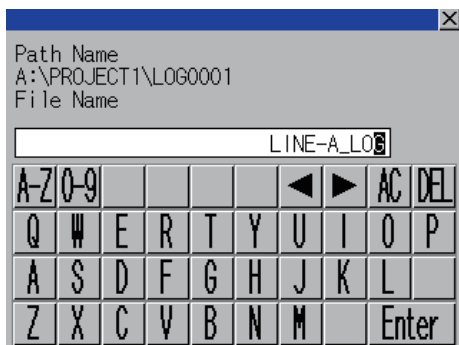 Path Name
A:\PROJECT1\LOG0001
File Name
LINE-A_LOG
A-Z 0-9 ◀ ▶ AC DEL
Q W E R T Y U I O P
A S D F G H J K L
Z X C V B N M Enter